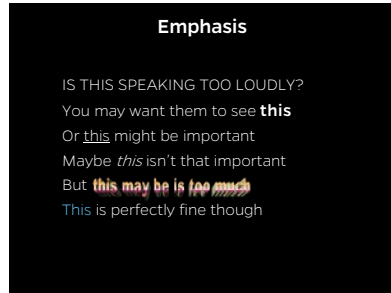 Emphasis
IS THIS SPEAKING TOO LOUDLY?
You may want them to see this
Or this might be important
Maybe this isn't that important
But this may be is too much
This is perfectly fine though